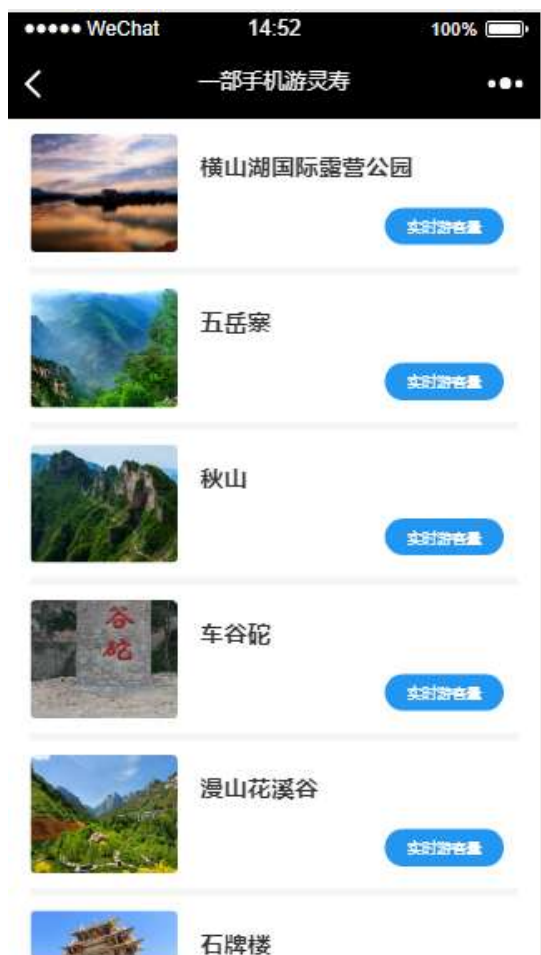 WeChat
14:52
100%
一部手机游灵寿
横山湖国际露营公园
实时游客量
五岳寨
实时游客量
秋山
实时游客量
谷
砣
车谷砣
实时游客量
漫山花溪谷
实时游客量
石牌楼